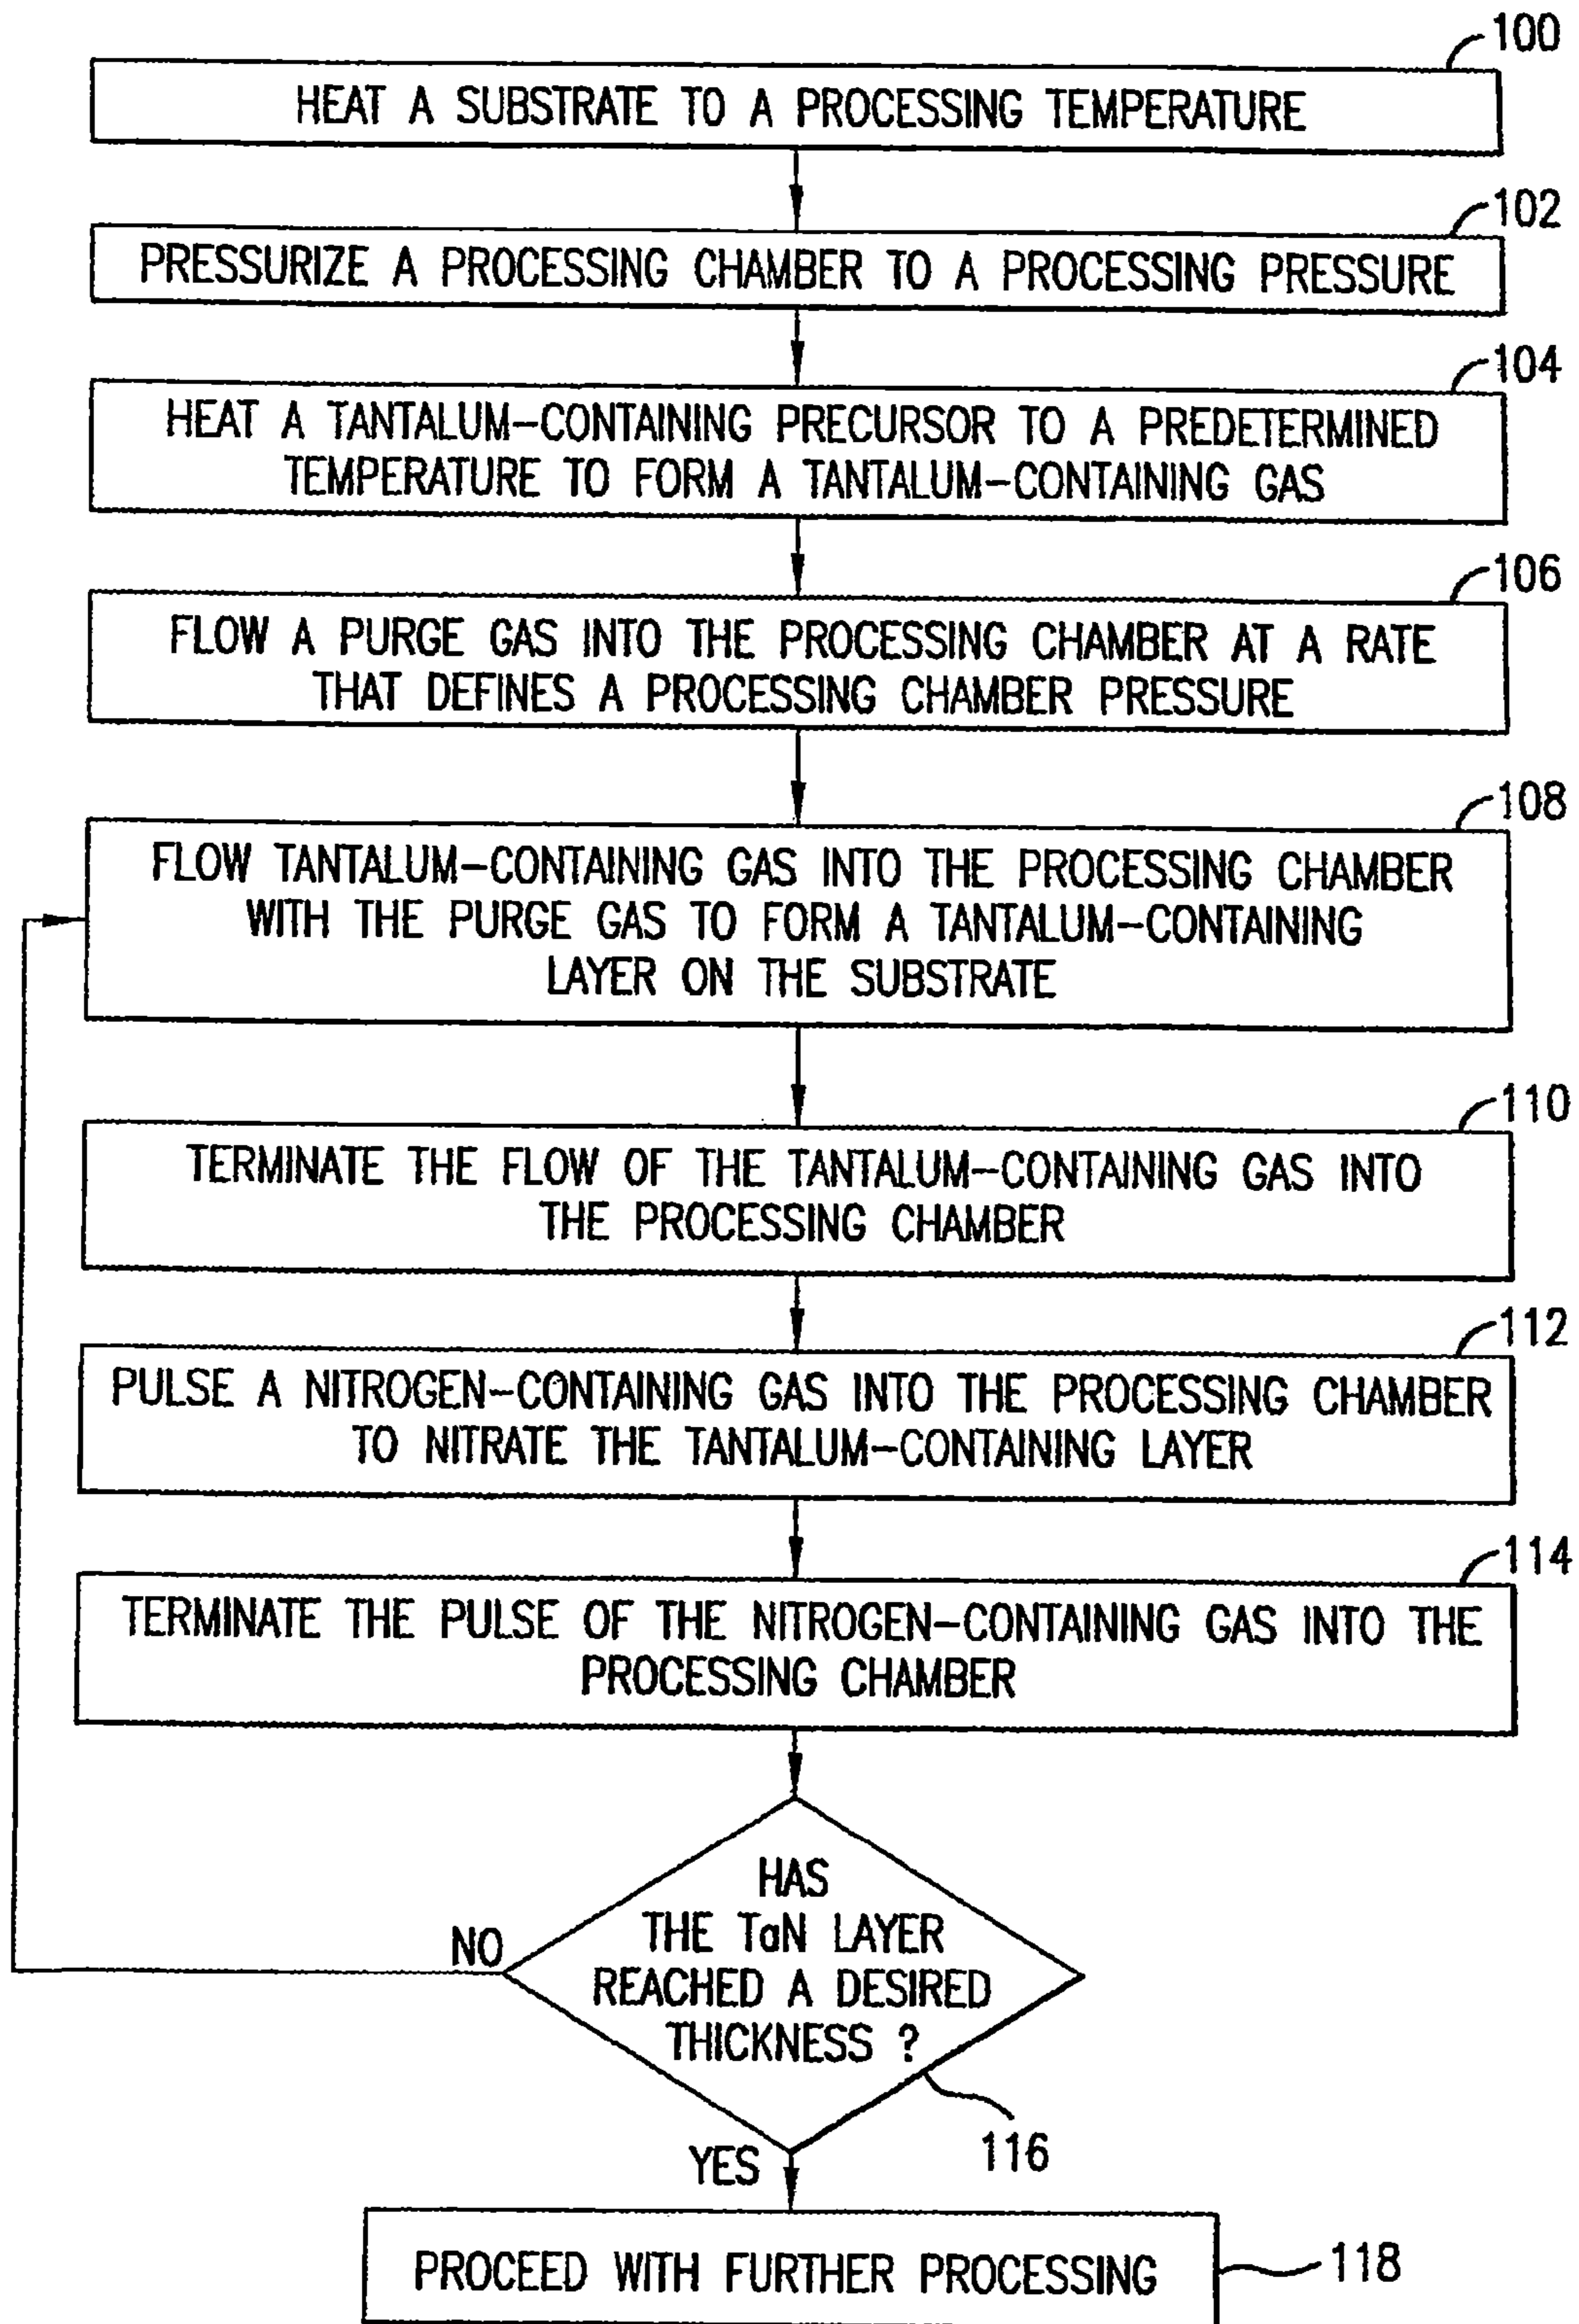 100
HEAT A SUBSTRATE TO A PROCESSING TEMPERATURE
102
PRESSURIZE A PROCESSING CHAMBER TO A PROCESSING PRESSURE
104
HEAT A TANTALUM-CONTAINING PRECURSOR TO A PREDETERMINED
TEMPERATURE TO FORM A TANTALUM-CONTAINING GAS
106
FLOW A PURGE GAS INTO THE PROCESSING CHAMBER AT A RATE
THAT DEFINES A PROCESSING CHAMBER PRESSURE
108
FLOW TANTALUM-CONTAINING GAS INTO THE PROCESSING CHAMBER
WITH THE PURGE GAS TO FORM A TANTALUM-CONTAINING
LAYER ON THE SUBSTRATE
110
TERMINATE THE FLOW OF THE TANTALUM-CONTAINING GAS INTO
THE PROCESSING CHAMBER
112
PULSE A NITROGEN-CONTAINING GAS INTO THE PROCESSING CHAMBER
TO NITRATE THE TANTALUM-CONTAINING LAYER
114
TERMINATE THE PULSE OF THE NITROGEN-CONTAINING GAS INTO THE
PROCESSING CHAMBER
HAS
THE TaN LAYER
REACHED A DESIRED
THICKNESS ?
NO
116
YES
PROCEED WITH FURTHER PROCESSING
118